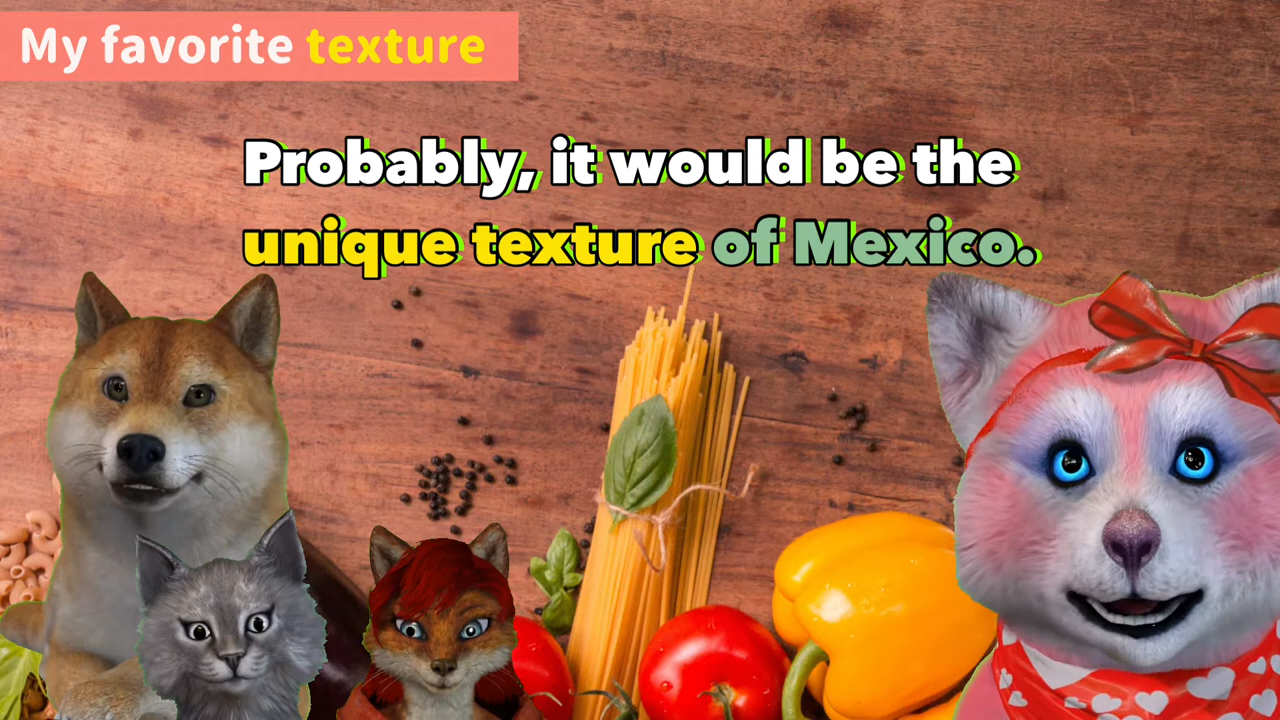 My favorite texture
Probably, it would be the
unique texture of Mexico.